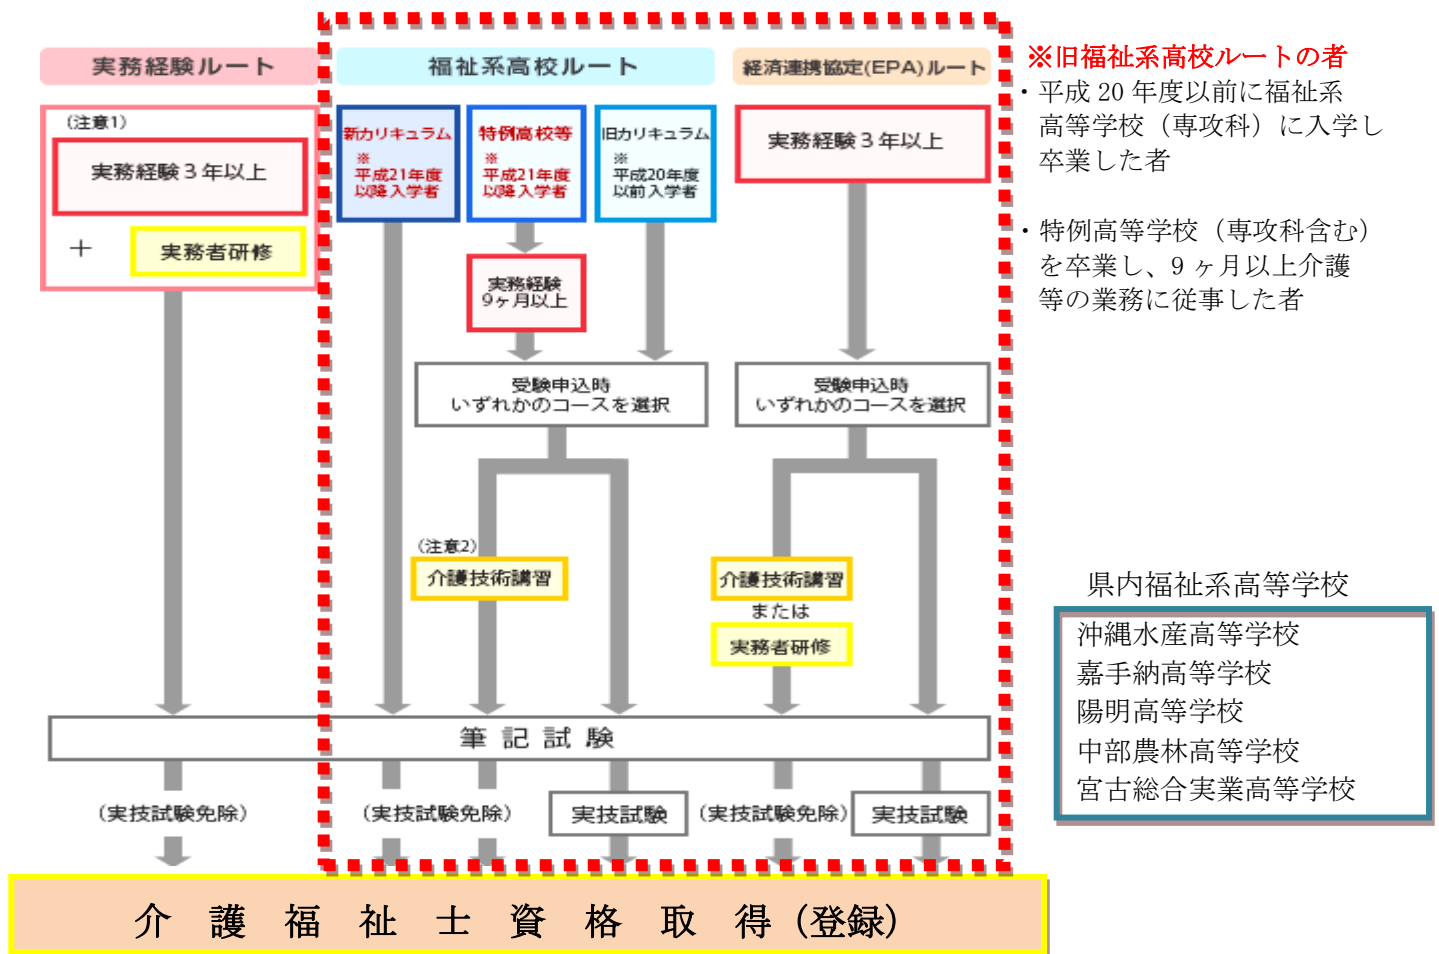 実務経験ルート
(注意1)
実務経験3年以上
＋
実務者研修
福祉系高校ルート
新カリキュラム
※
平成21年度
以降入学者
特例高校等
※
平成21年度
以降入学者
旧カリキュラム
※
平成20年度
以前入学者
実務経験
9ヶ月以上
受験申込時
いずれかのコースを選択
(注意2)
介護技術講習
経済連携協定(EPA)ルート
実務経験3年以上
受験申込時
いずれかのコースを選択
介護技術講習
または
実務者研修
筆記試験
(実技試験免除)
(実技試験免除)
実技試験
(実技試験免除)
実技試験
介護福祉士資格取得(登録)
※旧福祉系高校ルートの者
・平成 20 年度以前に福祉系
高等学校（専攻科）に入学し
卒業した者
・特例高等学校（専攻科含む）
を卒業し、9 ヶ月以上介護
等の業務に従事した者
県内福祉系高等学校
沖縄水産高等学校
嘉手納高等学校
陽明高等学校
中部農林高等学校
宮古総合実業高等学校